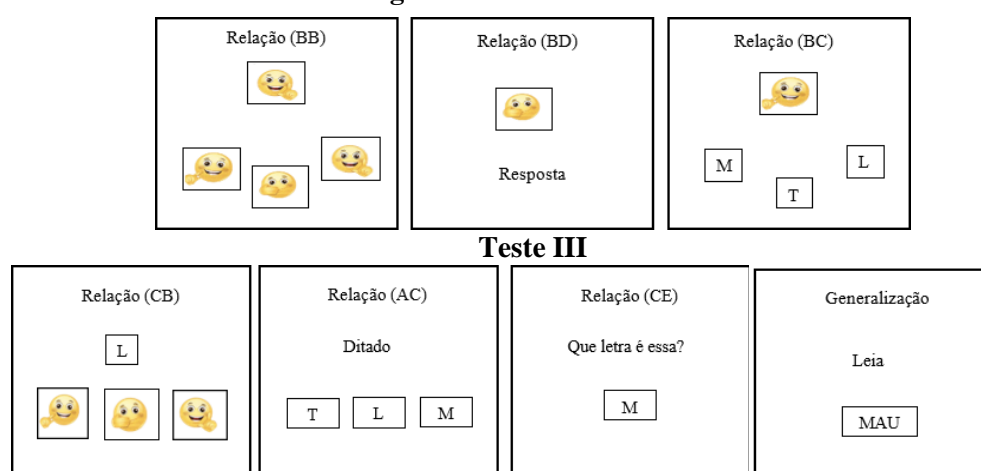 Relação (BB)
Relação (BD)
Relação (BC)
Resposta
M
T
L
Teste III
Relação (CB)
L
Relação (AC)
Ditado
T L M
Relação (CE)
Que letra é essa?
M
Generalização
Leia
MAU